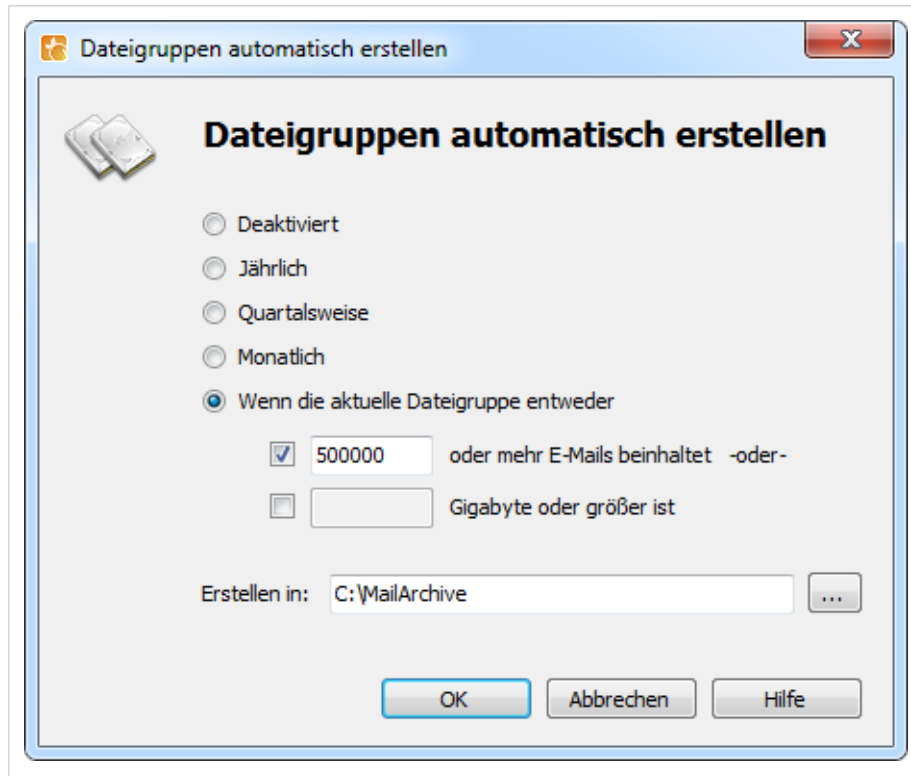 Dateigruppen automatisch erstellen
Dateigruppen automatisch erstellen
Deaktiviert
Jährlich
Quartalsweise
Monatlich
Wenn die aktuelle Dateigruppe entweder
500000 oder mehr E-Mails beinhaltet -oder-
Gigabyte oder größer ist
Erstellen in: C:\MailArchive ...
OK Abbrechen Hilfe